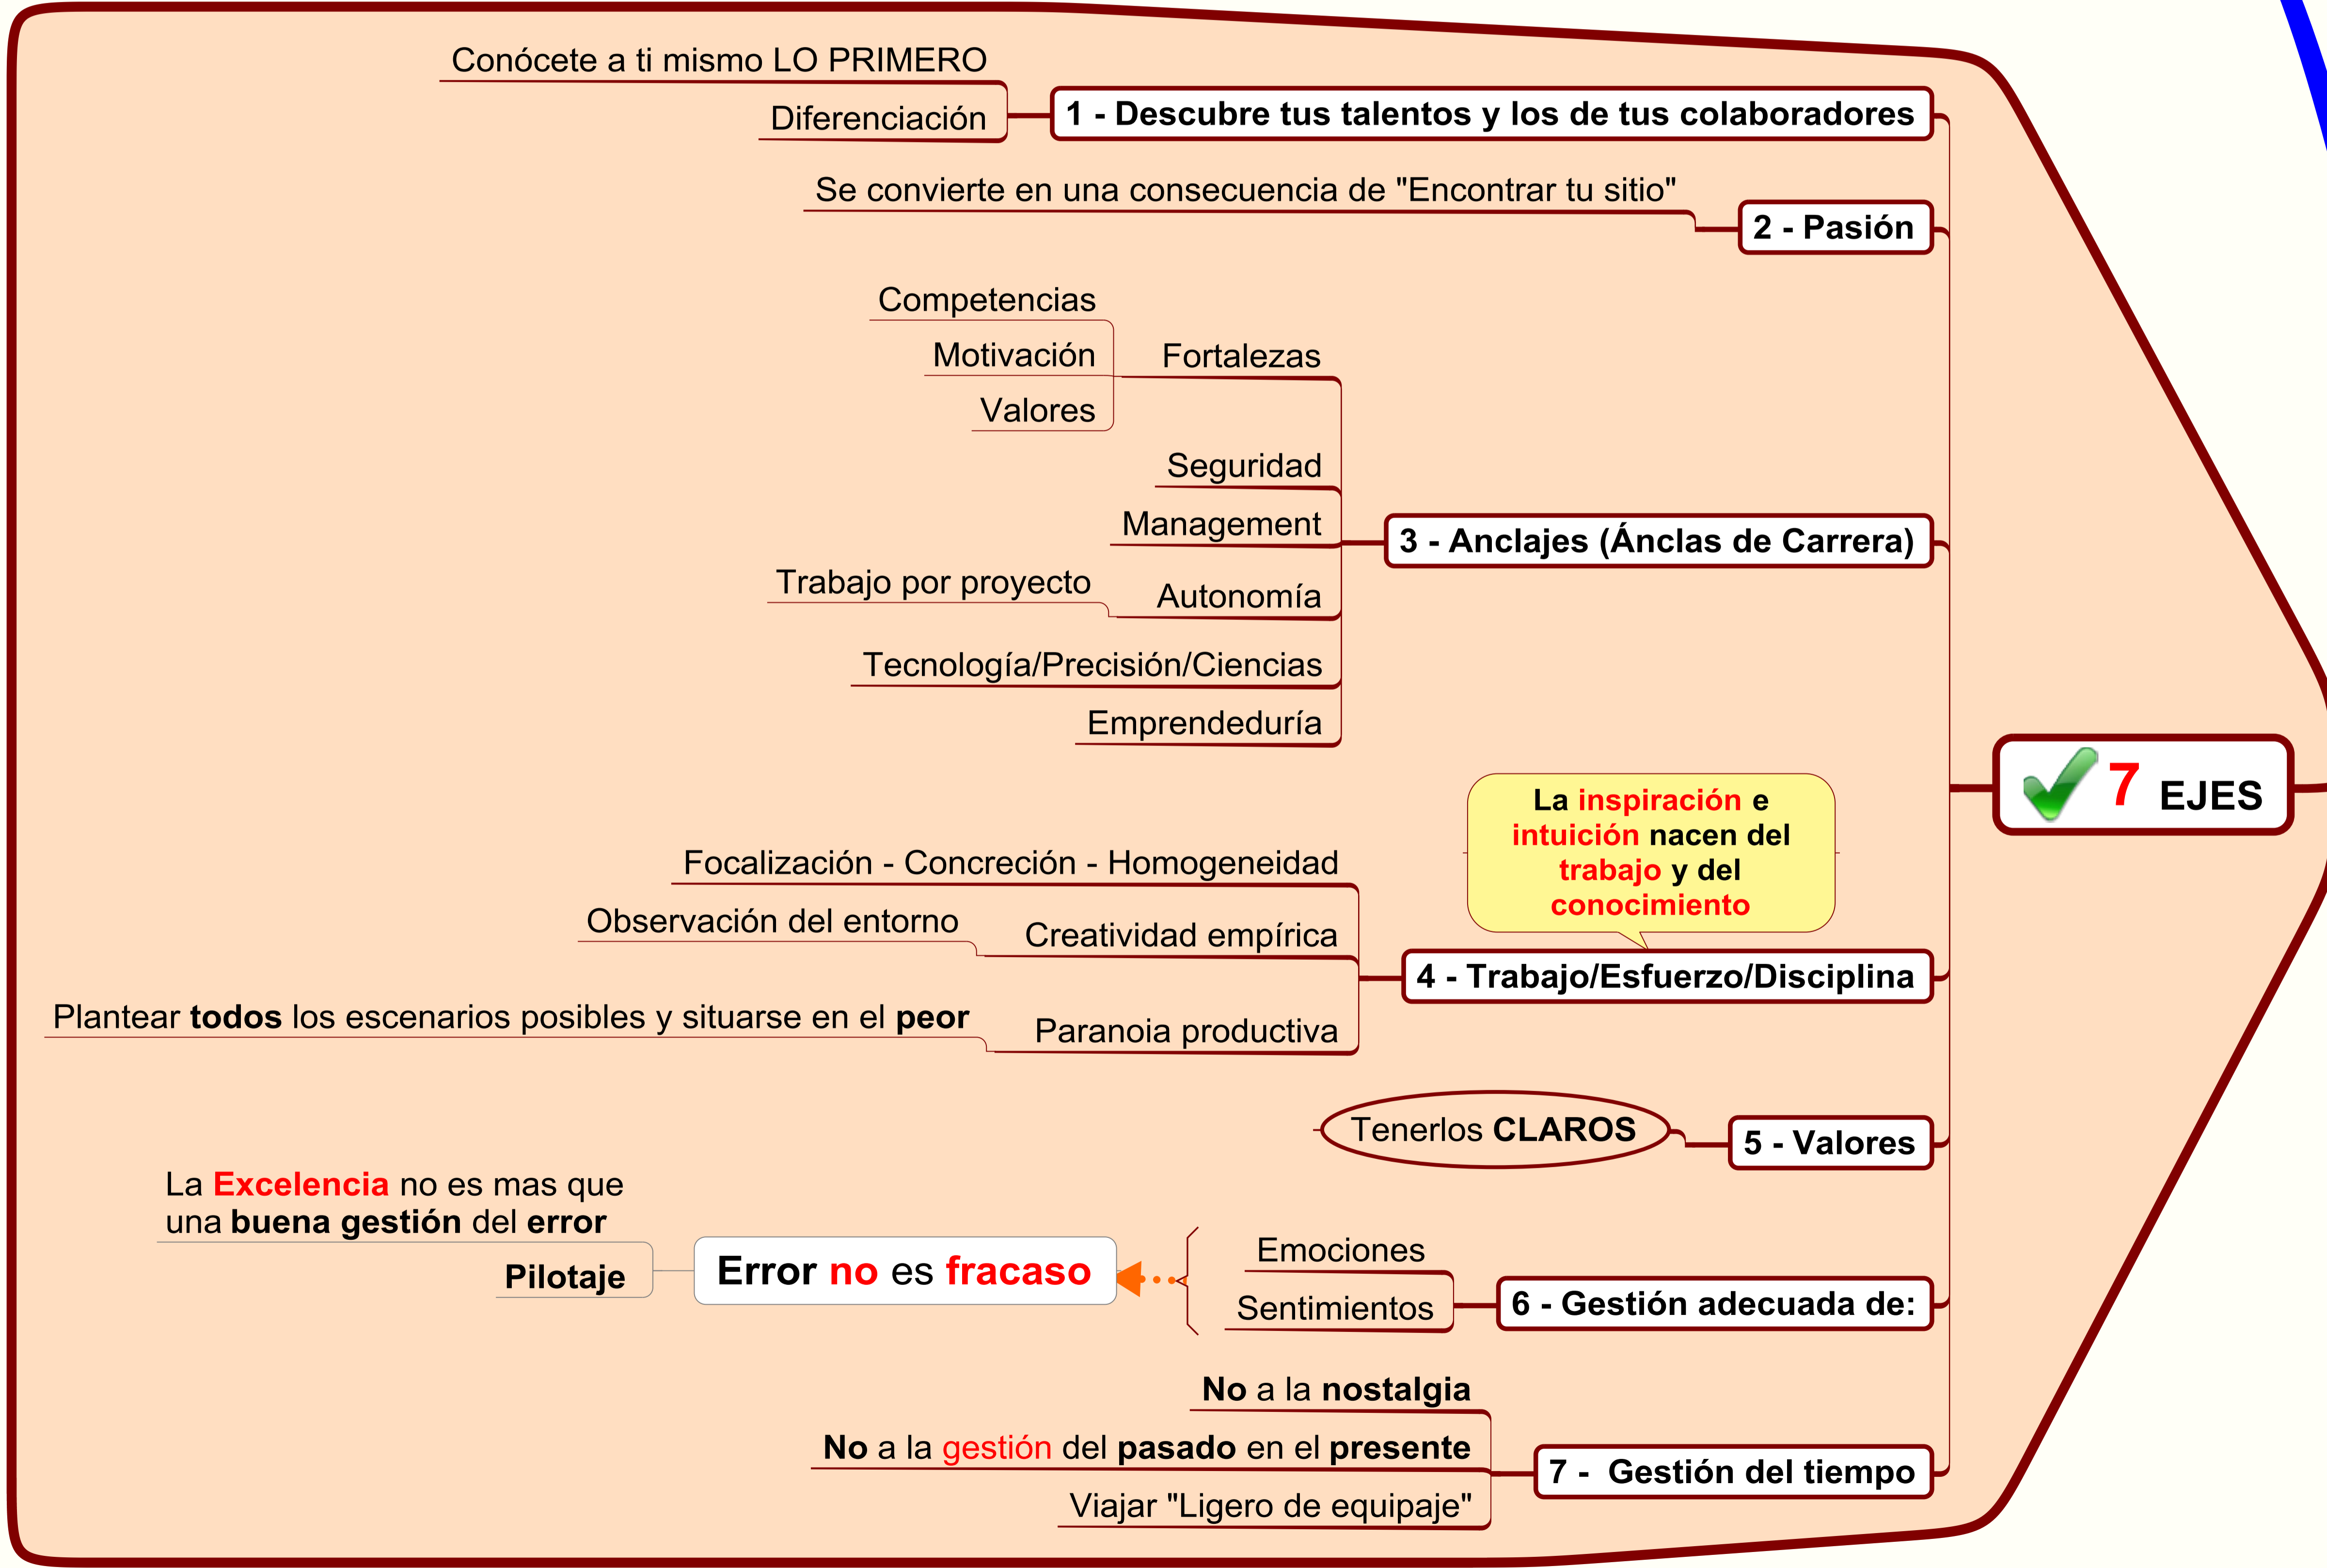 Conócete a ti mismo LO PRIMERO
Diferenciación
1 - Descubre tus talentos y los de tus colaboradores
Se convierte en una consecuencia de "Encontrar tu sitio"
2 - Pasión
Competencias
Motivación
Valores
Fortalezas
Seguridad
Management
Trabajo por proyecto
Autonomía
Tecnología/Precisión/Ciencias
Emprendeduría
3 - Anclajes (Ánclas de Carrera)
7 EJES
La inspiración e
intuición nacen del
trabajo y del
conocimiento
Focalización - Concreción - Homogeneidad
Observación del entorno
Creatividad empírica
Plantear todos los escenarios posibles y situarse en el peor
Paranoia productiva
4 - Trabajo/Esfuerzo/Disciplina
Tenerlos CLAROS
5 - Valores
La Excelencia no es mas que
una buena gestión del error
Pilotaje
Error no es fracaso
Emociones
Sentimientos
6 - Gestión adecuada de:
No a la nostalgia
No a la gestión del pasado en el presente
Viajar "Ligero de equipaje"
7 -  Gestión del tiempo